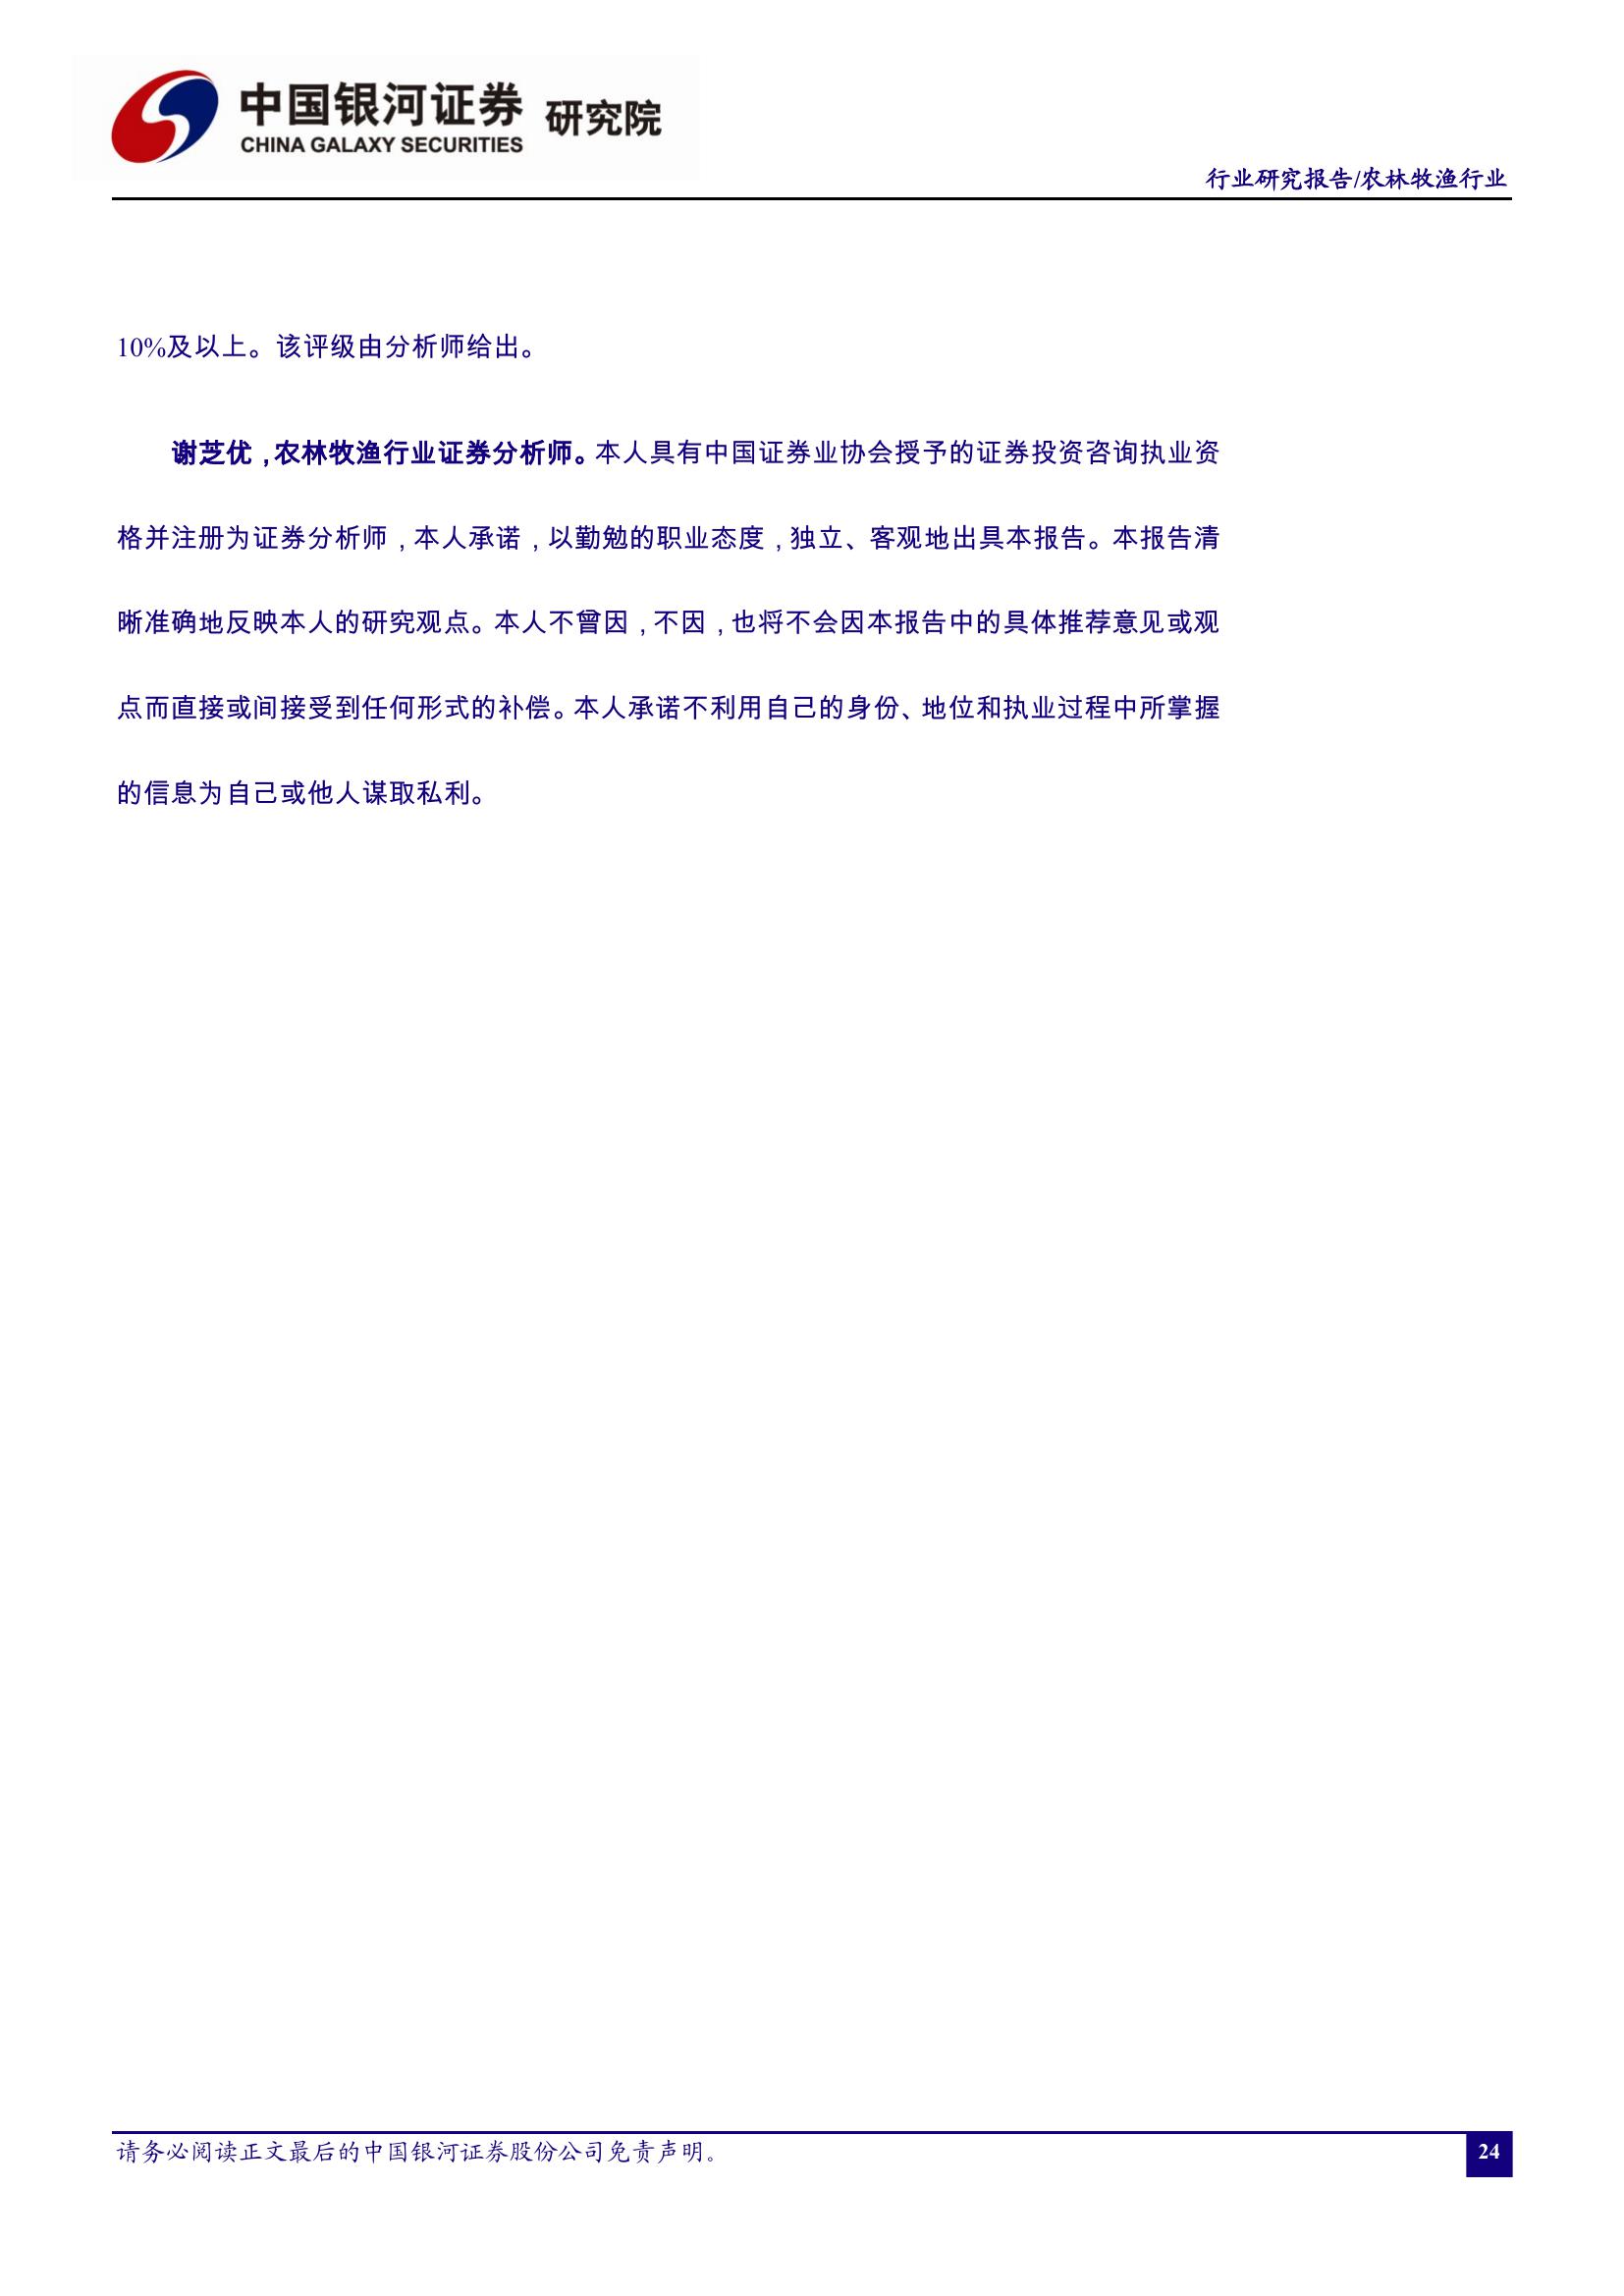 中国银河证券 研究院
CHINA GALAXY SECURITIES
行业研究报告/农林牧渔行业
10%及以上。该评级由分析师给出。
谢芝优，农林牧渔行业证券分析师。本人具有中国证券业协会授予的证券投资咨询执业资
格并注册为证券分析师，本人承诺，以勤勉的职业态度，独立、客观地出具本报告。本报告清
晰准确地反映本人的研究观点。本人不曾因，不因，也将不会因本报告中的具体推荐意见或观
点而直接或间接受到任何形式的补偿。本人承诺不利用自己的身份、地位和执业过程中所掌握
的信息为自己或他人谋取私利。
请务必阅读正文最后的中国银河证券股份公司免责声明。
24